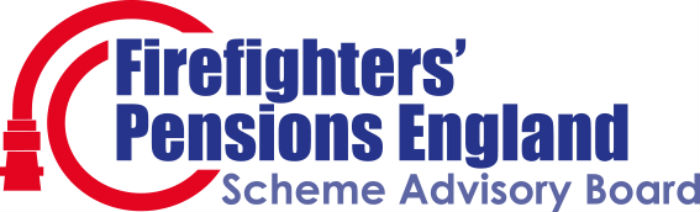 Firefighters’
Pensions England
Scheme Advisory Board